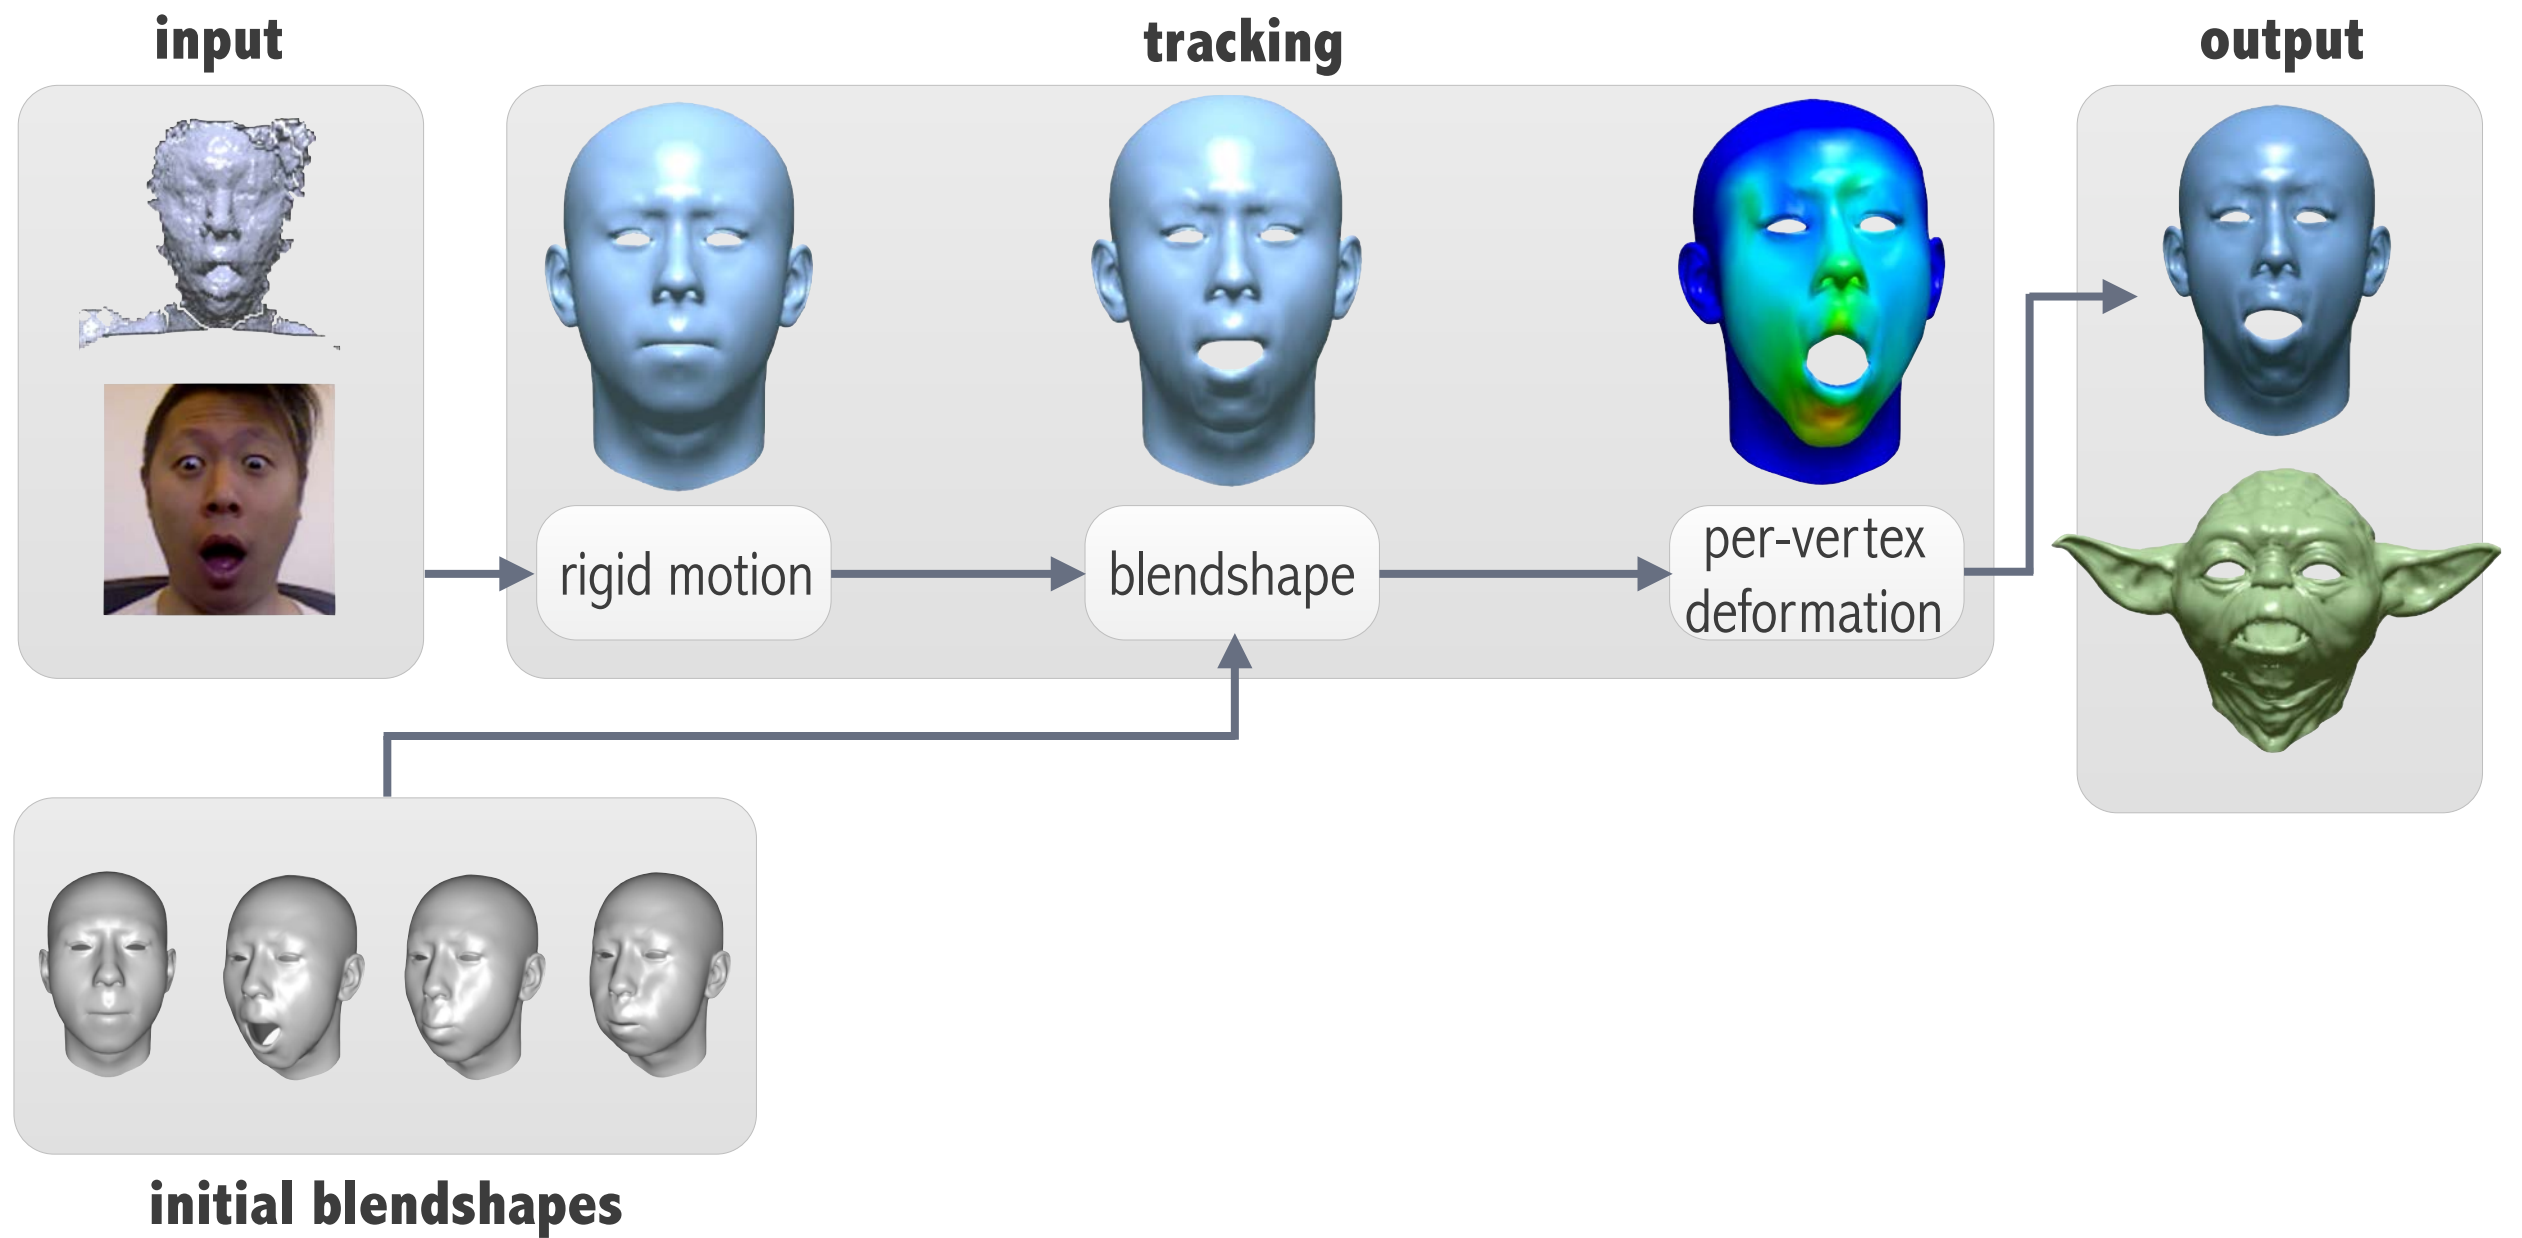 input
tracking
output
rigid motion
blendshape
per-vertex
deformation
initial blendshapes